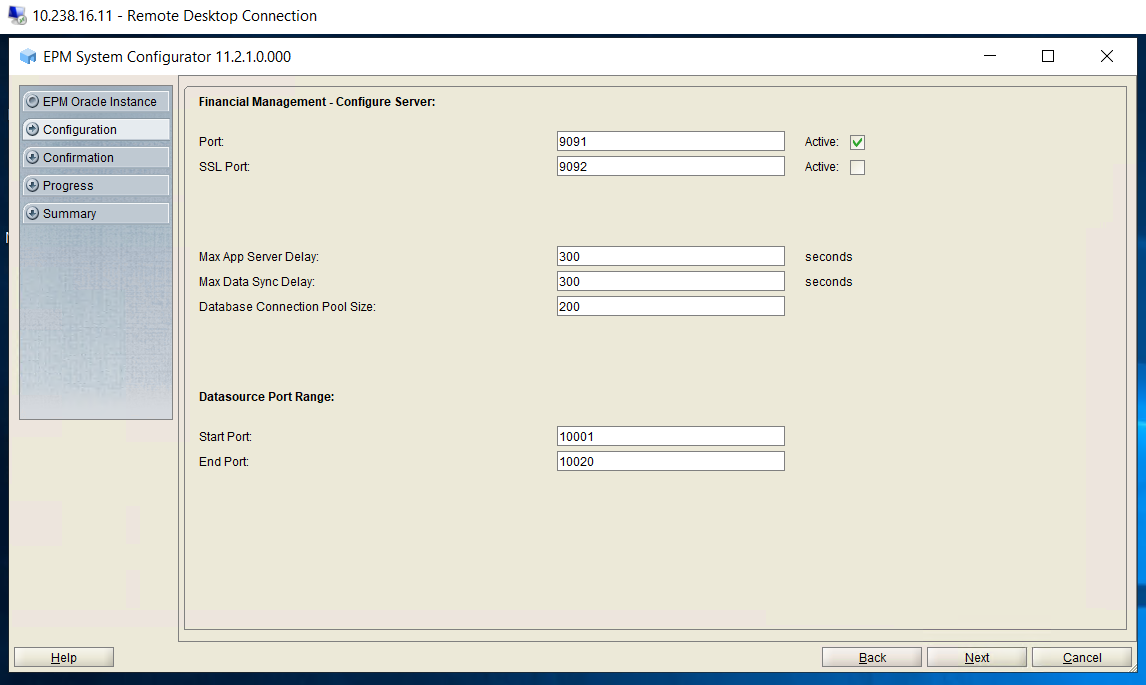 10.238.16.11 - Remote Desktop Connection
EPM System Configurator 11.2.1.0.000
EPM Oracle Instance
Configuration
Confirmation
Progress
Summary
Financial Management - Configure Server:
Port: 9091 Active:
SSL Port: 9092 Active:
Max App Server Delay: 300 seconds
Max Data Sync Delay: 300 seconds
Database Connection Pool Size: 200
Datasource Port Range:
Start Port: 10001
End Port: 10020
Help Back Next Cancel